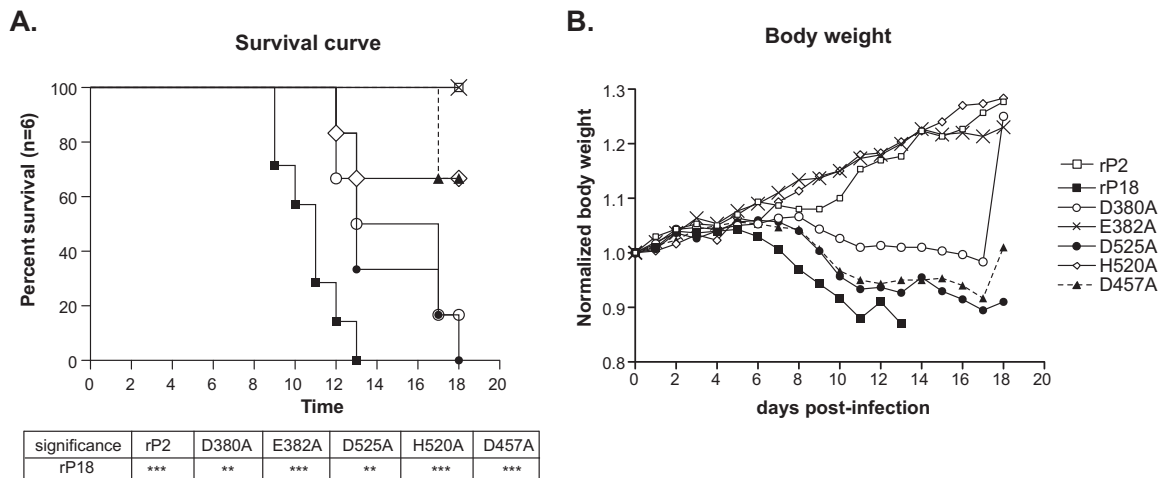 A.
Survival curve
Percent survival (n=6)
100
80
60
40
20
0
0 2 4 6 8 10 12 14 16 18 20
Time
significance rP2 D380A E382A D525A H520A D457A
rP18 *** ** *** ** *** ***
B.
Body weight
Normalized body weight
1.3
1.2
1.1
1.0
0.9
0.8
0 2 4 6 8 10 12 14 16 18 20
days post-infection
rP2
rP18
D380A
E382A
D525A
H520A
D457A